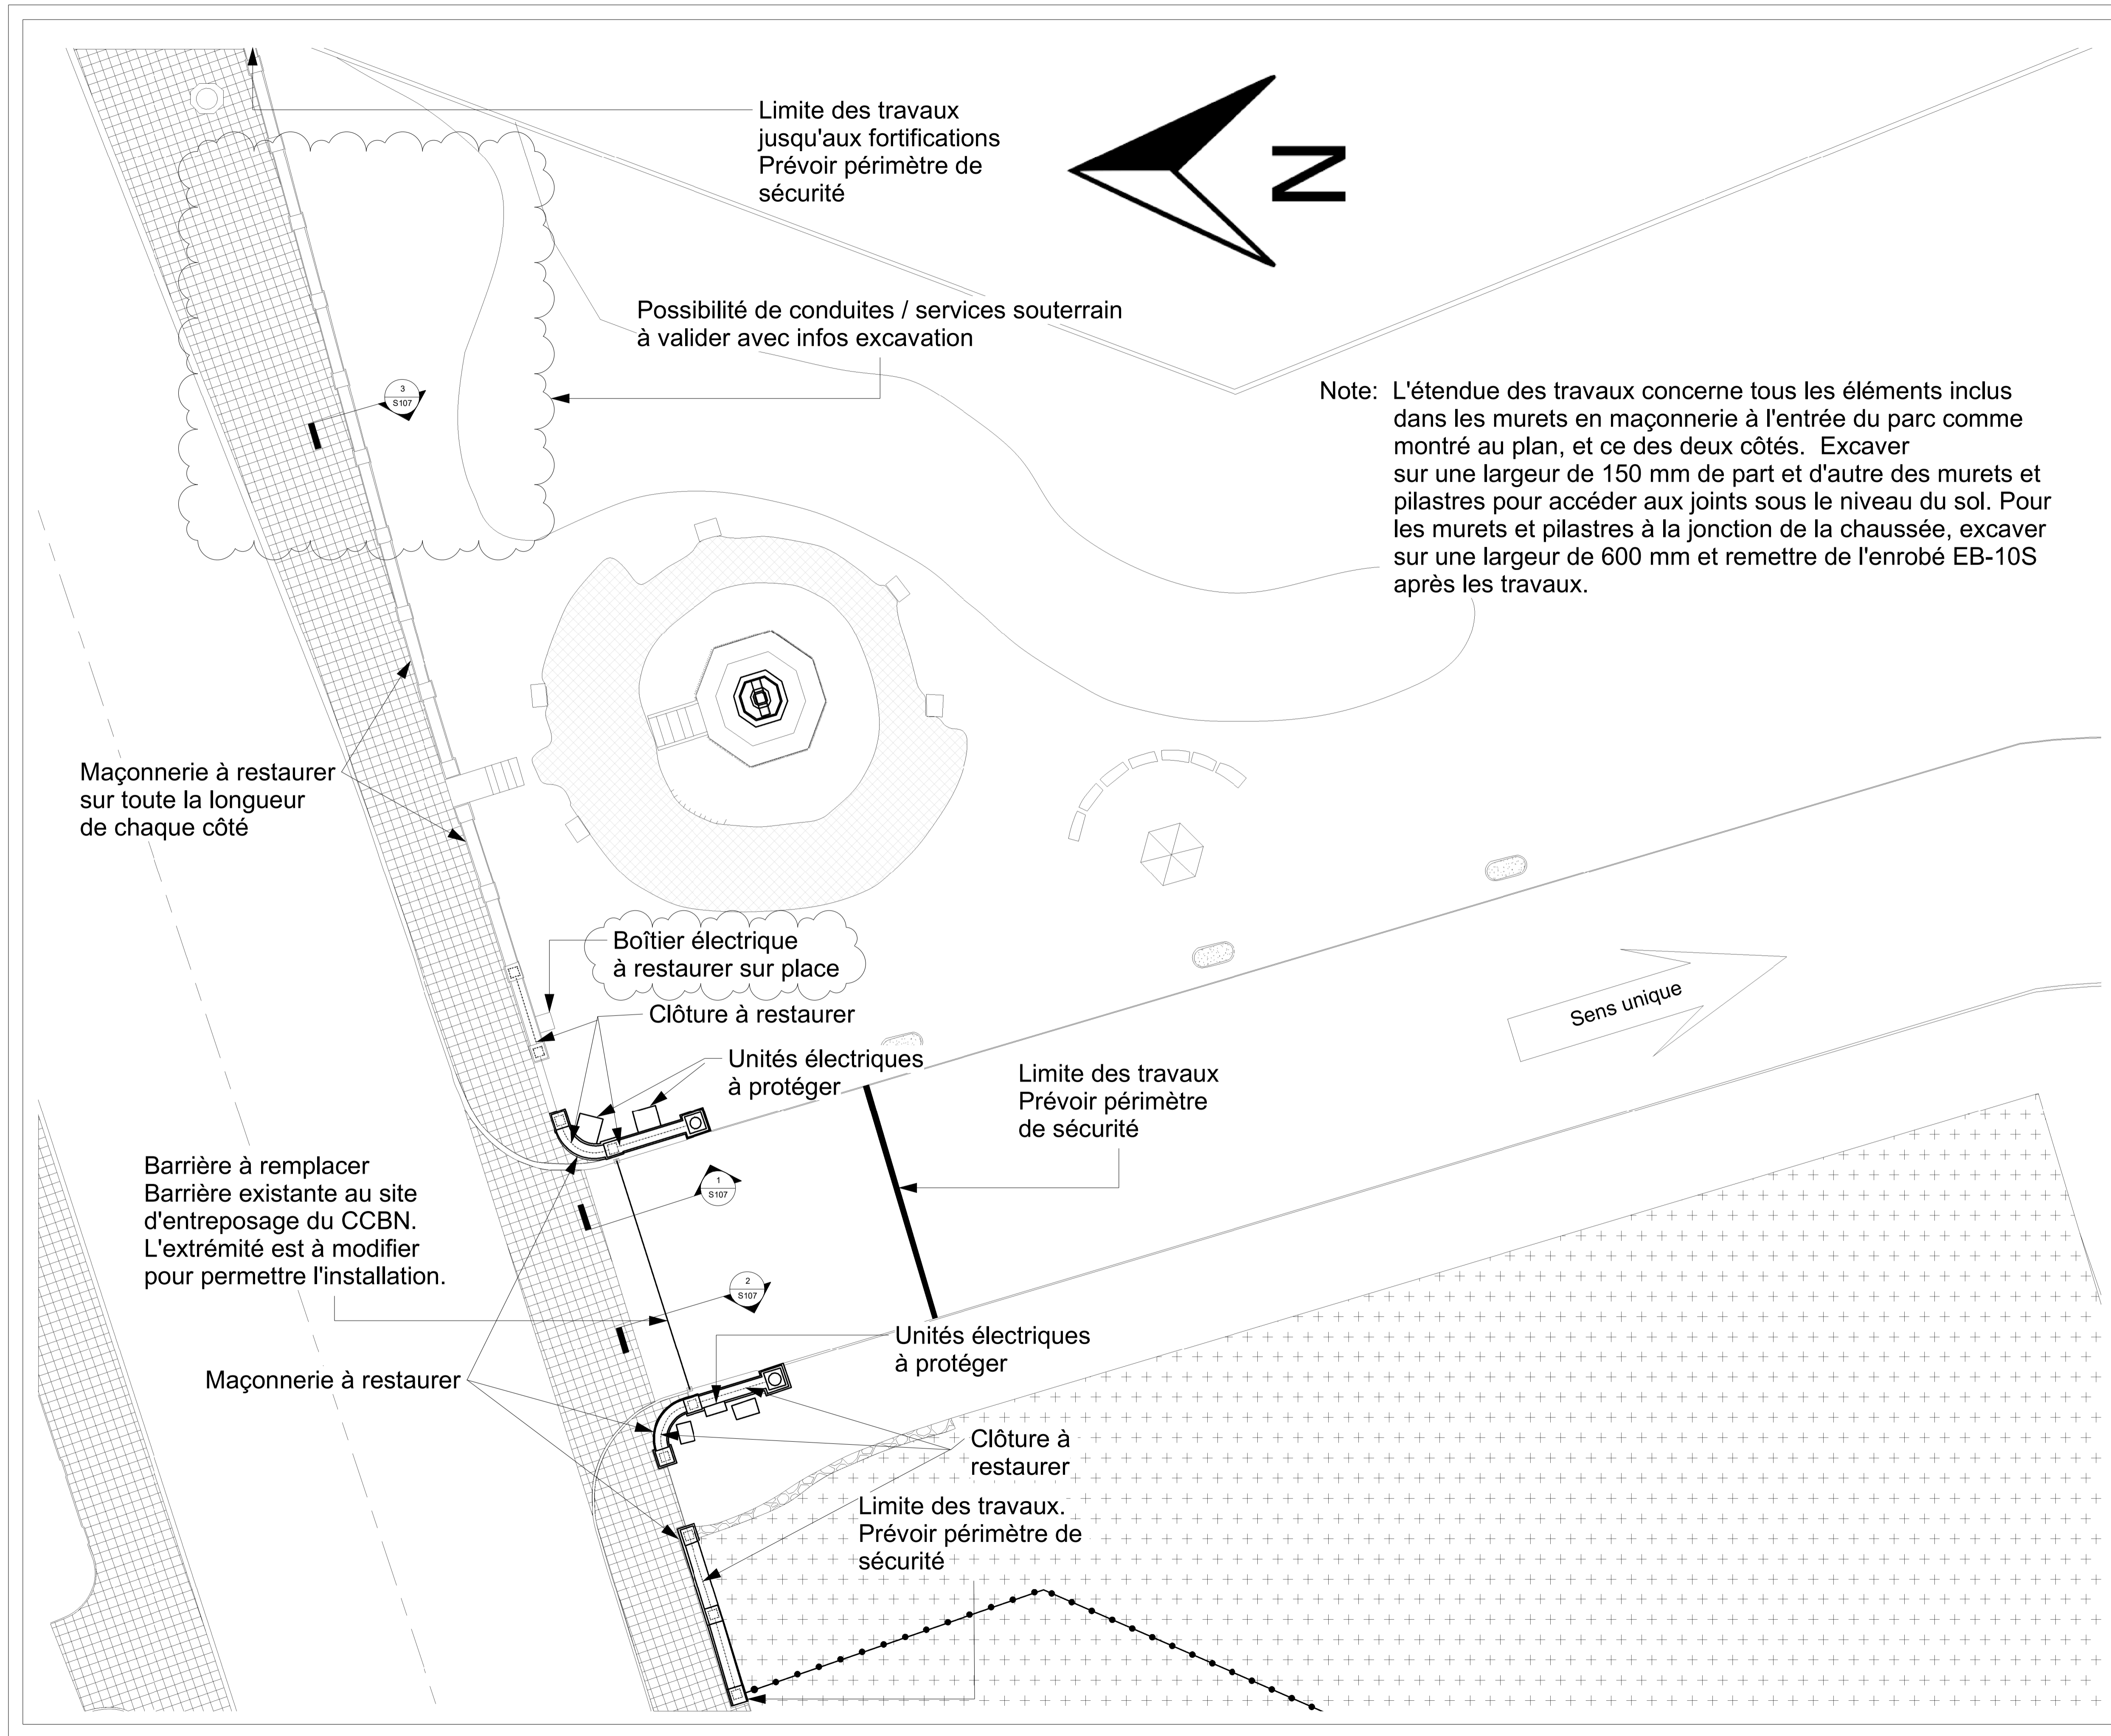 Limite des travaux
jusqu'aux fortifications
Prévoir périmètre de
sécurité
N
Possibilité de conduites / services souterrain
à valider avec infos excavation
3
S107
Note: L'étendue des travaux concerne tous les éléments inclus
dans les murets en maçonnerie à l'entrée du parc comme
montré au plan, et ce des deux côtés. Excaver
sur une largeur de 150 mm de part et d'autre des murets et
pilastres pour accéder aux joints sous le niveau du sol. Pour
les murets et pilastres à la jonction de la chaussée, excaver
sur une largeur de 600 mm et remettre de l'enrobé EB-10S
après les travaux.
Maçonnerie à restaurer
sur toute la longueur
de chaque côté
Boîtier électrique
à restaurer sur place
Clôture à restaurer
Unités électriques
à protéger
Sens unique
Limite des travaux
Prévoir périmètre
de sécurité
Barrière à remplacer
Barrière existante au site
d'entreposage du CCBN.
L'extrémité est à modifier
pour permettre l'installation.
1
S107
2
S107
Unités électriques
à protéger
Maçonnerie à restaurer
Clôture à
restaurer
Limite des travaux.
Prévoir périmètre de
sécurité